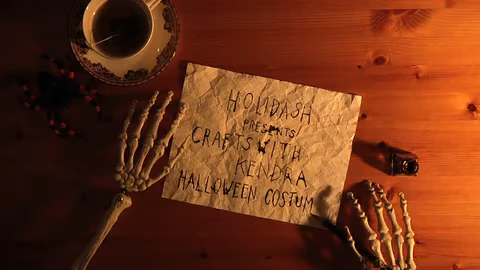 HOLIDASH
PRESENTS
CRAFTS WITH
KENDRA
HALLOWEEN COSTUM